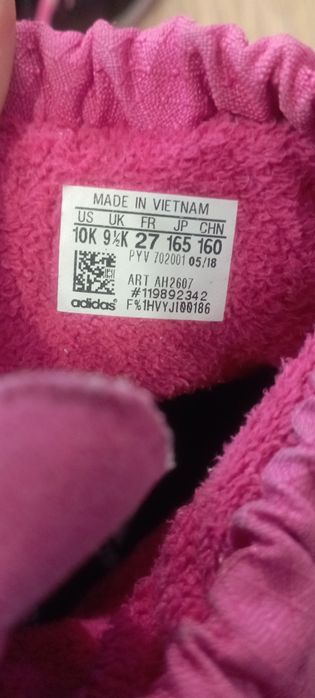 MADE IN VIETNAM
US UK FR JP CHN
10K 9½K 27 165 160
PYV 702001 05/18
ART AH2607
#119892342
adidas® F%1HVYJI00186